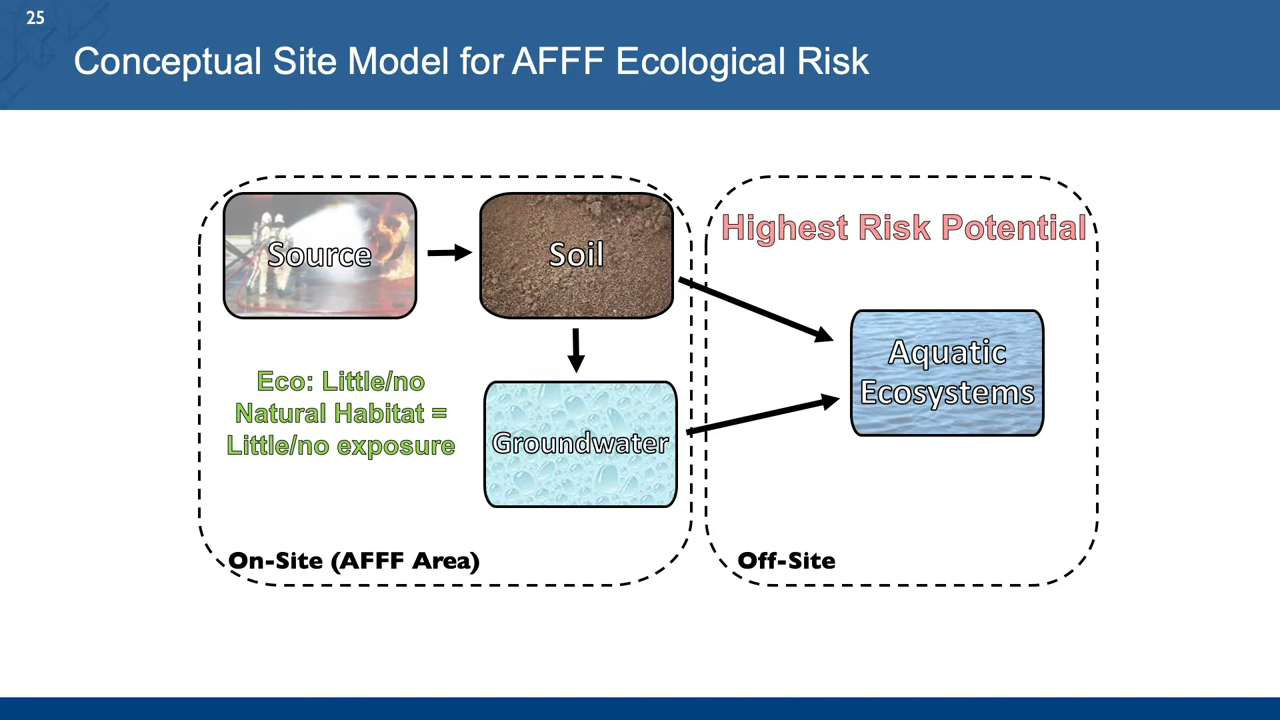 25
Conceptual Site Model for AFFF Ecological Risk
Source
Soil
Highest Risk Potential
Aquatic
Ecosystems
Eco: Little/no
Natural Habitat =
Little/no exposure
Groundwater
On-Site (AFFF Area)
Off-Site